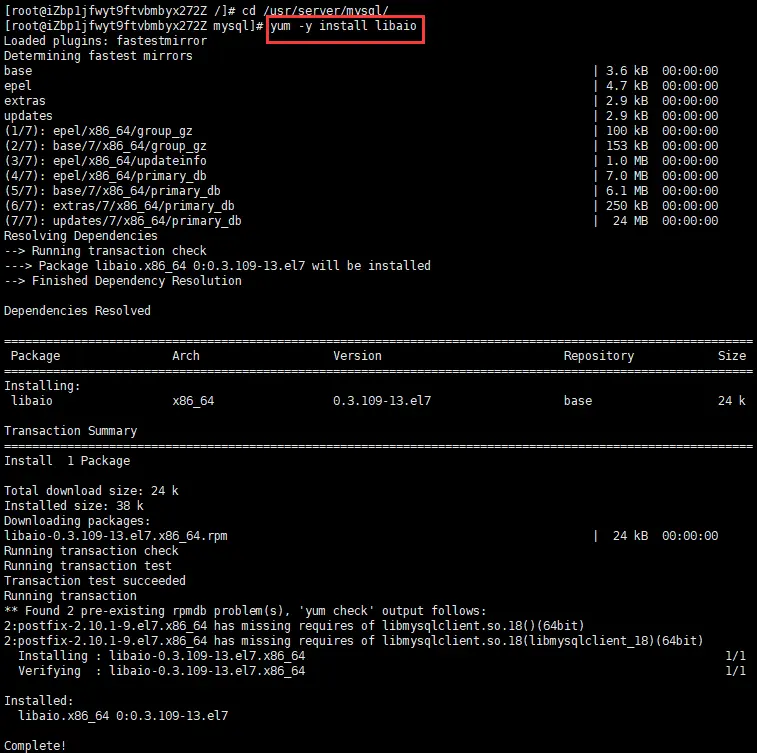 [root@iZbp1jfwyt9ftvbmbyx272Z /]# cd /usr/server/mysql/
[root@iZbp1jfwyt9ftvbmbyx272Z mysql]# yum -y install libaio
Loaded plugins: fastestmirror
Determining fastest mirrors
base | 3.6 kB 00:00:00
epel | 4.7 kB 00:00:00
extras | 2.9 kB 00:00:00
updates | 2.9 kB 00:00:00
(1/7): epel/x86_64/group_gz | 100 kB 00:00:00
(2/7): base/7/x86_64/group_gz | 153 kB 00:00:00
(3/7): epel/x86_64/updateinfo | 1.0 MB 00:00:00
(4/7): epel/x86_64/primary_db | 7.0 MB 00:00:00
(5/7): base/7/x86_64/primary_db | 6.1 MB 00:00:00
(6/7): extras/7/x86_64/primary_db | 250 kB 00:00:00
(7/7): updates/7/x86_64/primary_db | 24 MB 00:00:00
Resolving Dependencies
--> Running transaction check
---> Package libaio.x86_64 0:0.3.109-13.el7 will be installed
--> Finished Dependency Resolution
Dependencies Resolved
================================================================================
Package Arch Version Repository Size
================================================================================
Installing:
libaio x86_64 0.3.109-13.el7 base 24 k
Transaction Summary
================================================================================
Install 1 Package
Total download size: 24 k
Installed size: 38 k
Downloading packages:
libaio-0.3.109-13.el7.x86_64.rpm | 24 kB 00:00:00
Running transaction check
Running transaction test
Transaction test succeeded
Running transaction
** Found 2 pre-existing rpmdb problem(s), 'yum check' output follows:
2:postfix-2.10.1-9.el7.x86_64 has missing requires of libmysqlclient.so.18()(64bit)
2:postfix-2.10.1-9.el7.x86_64 has missing requires of libmysqlclient.so.18(libmysqlclient_18)(64bit)
Installing : libaio-0.3.109-13.el7.x86_64 1/1
Verifying : libaio-0.3.109-13.el7.x86_64 1/1
Installed:
libaio.x86_64 0:0.3.109-13.el7
Complete!